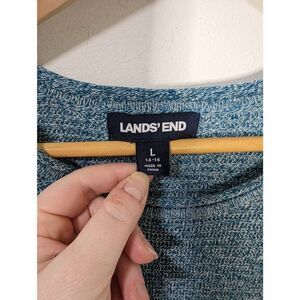 LANDS' END
L
14-16
MADE IN
CHINA